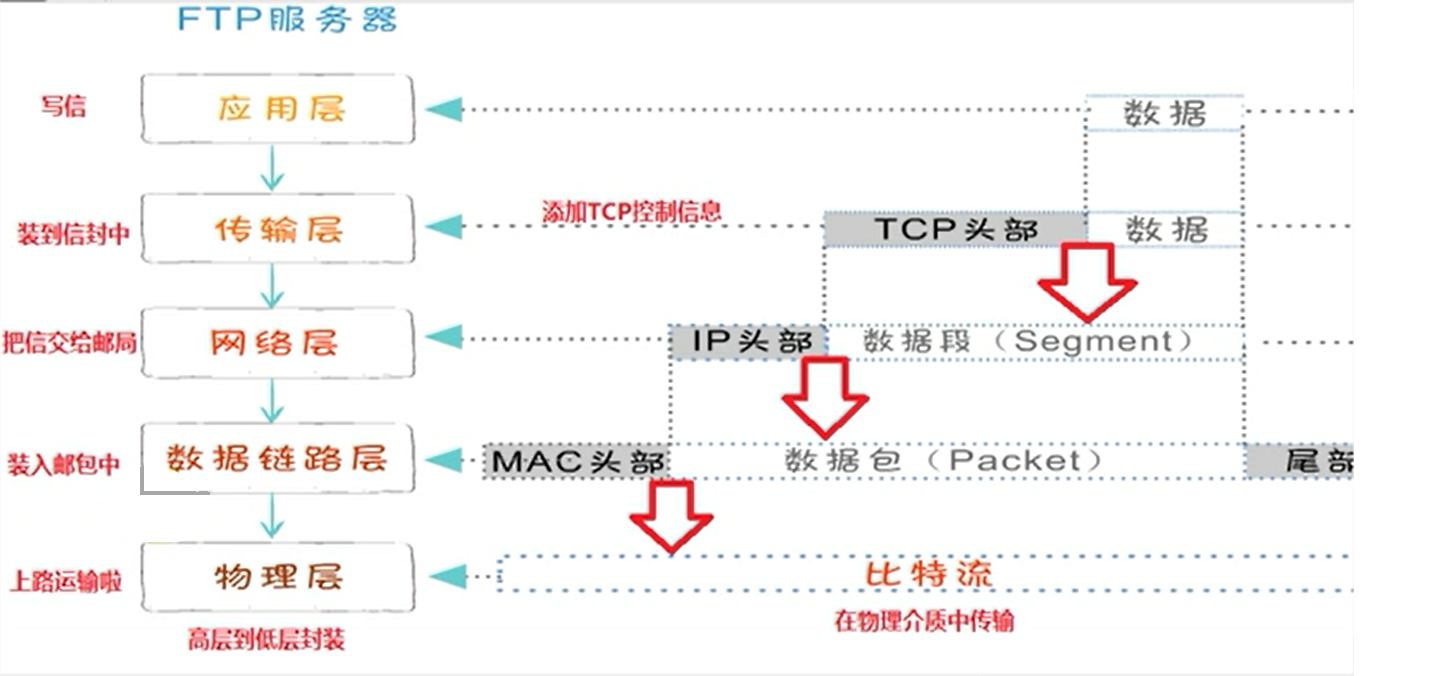 FTP服务器
写信
应用层
数据
装到信封中
传输层
添加TCP控制信息
TCP头部
数据
把信交给邮局
网络层
IP头部
数据段（Segment）
装入邮包中
数据链路层
MAC头部
数据包（Packet）
尾部
上路运输啦
物理层
比特流
在物理介质中传输
高层到低层封装